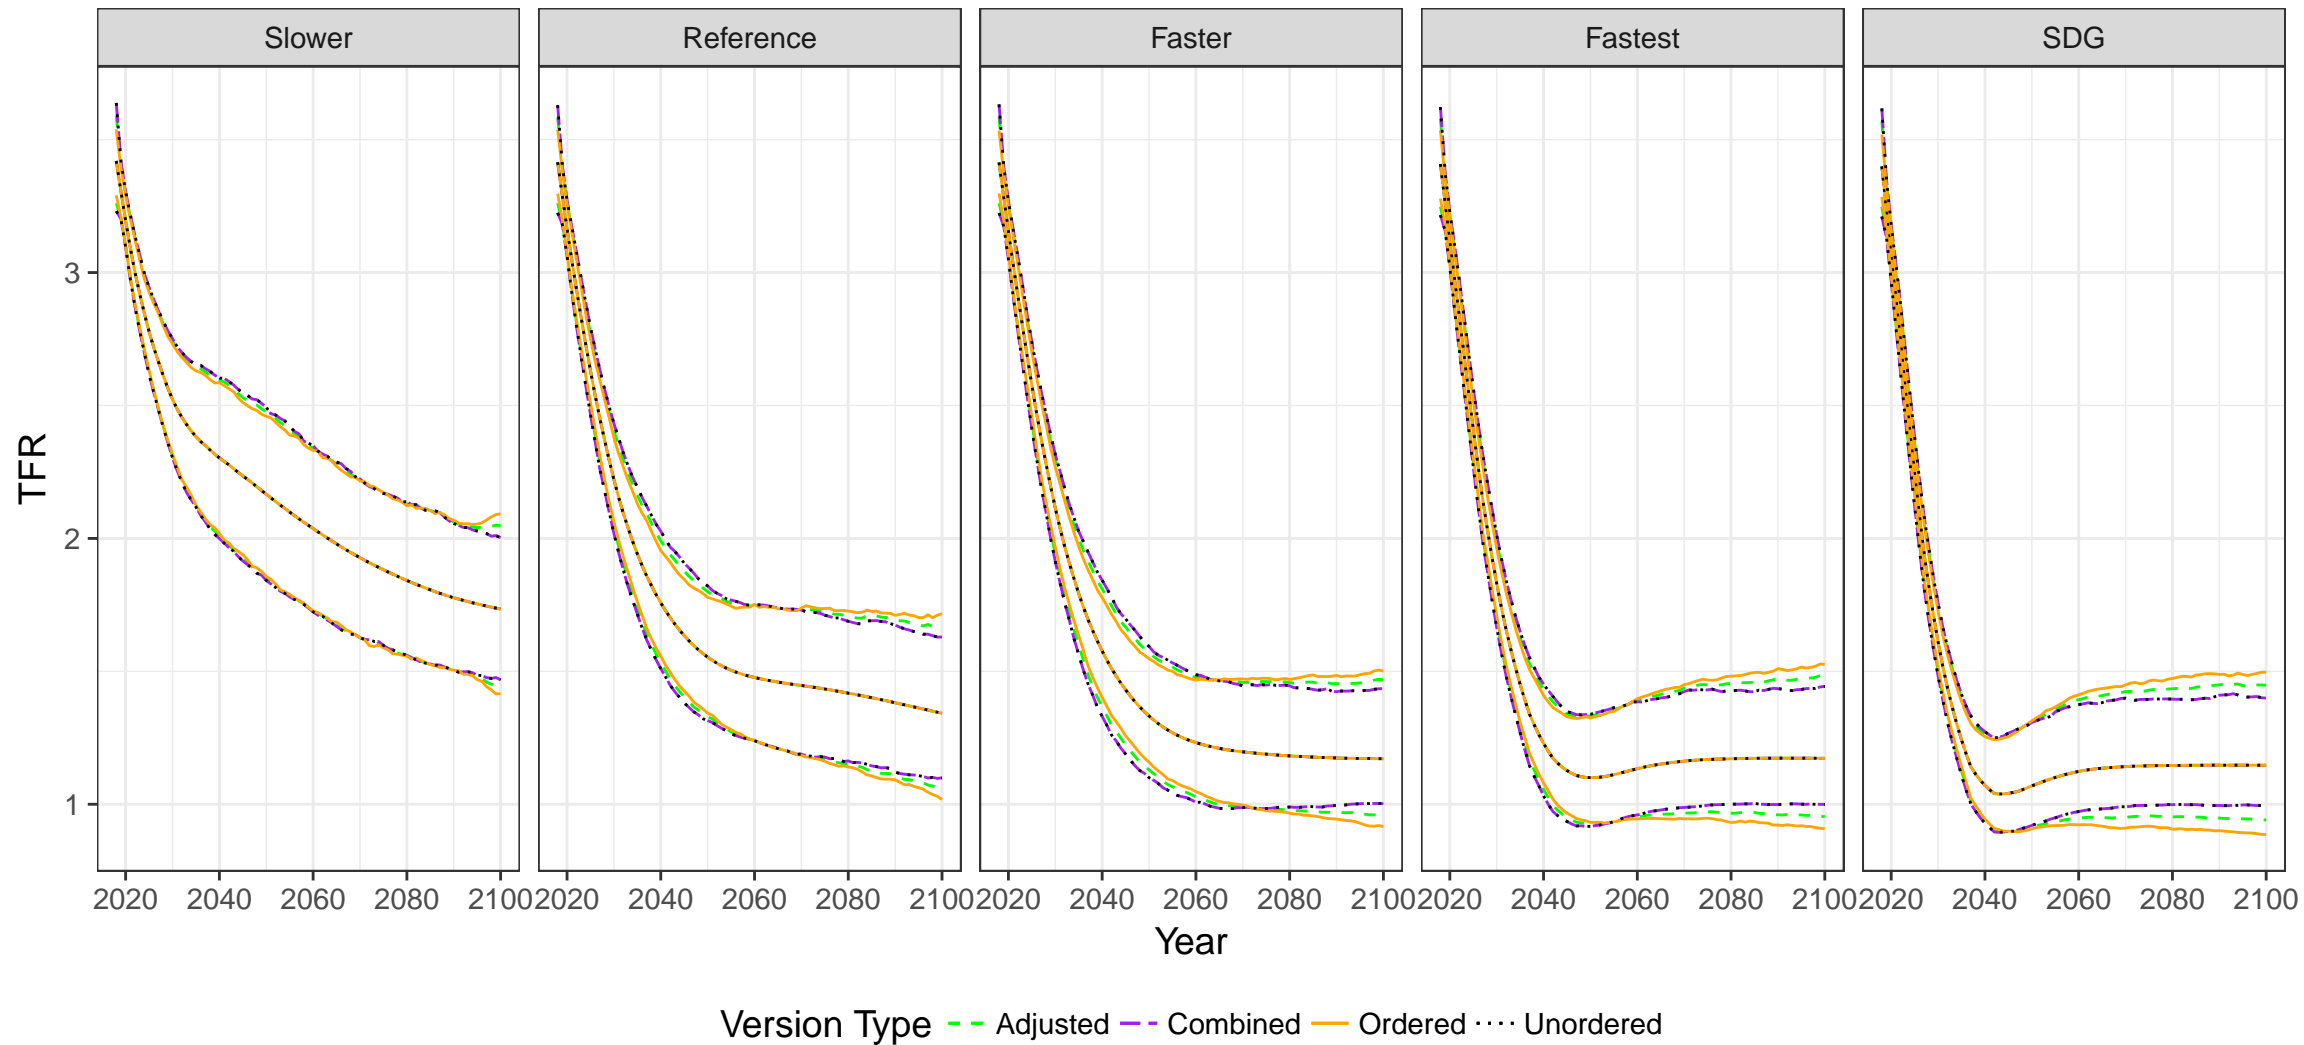 Slower Reference Faster Fastest SDG
TFR
3
2
1
2020 2040 2060 2080 2100 2020 2040 2060 2080 2100 2020 2040 2060 2080 2100 2020 2040 2060 2080 2100 2020 2040 2060 2080 2100
Year
Version Type Adjusted Combined Ordered Unordered